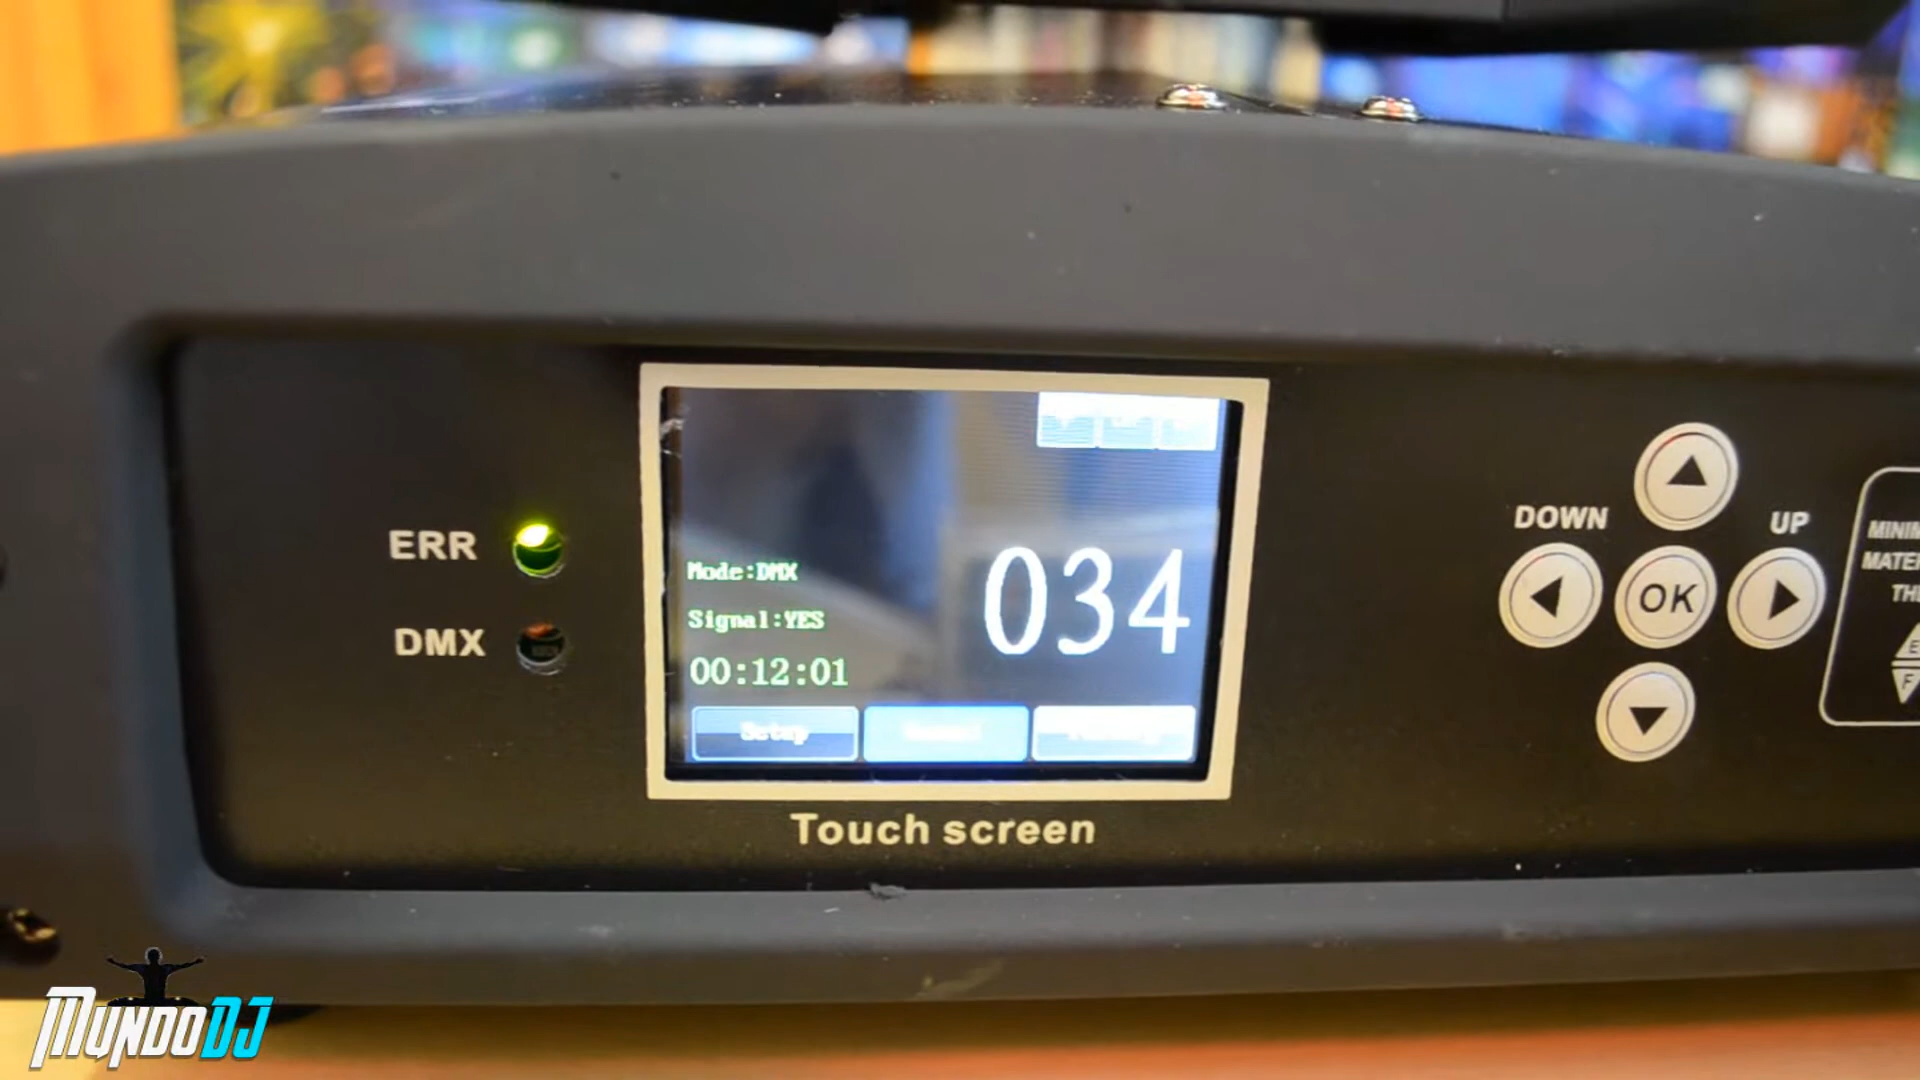 ERR
DMX
Mode:DMX
Signal:YES
00:12:01
034
Setup
Touch screen
DOWN
UP
OK
MUNDODJ